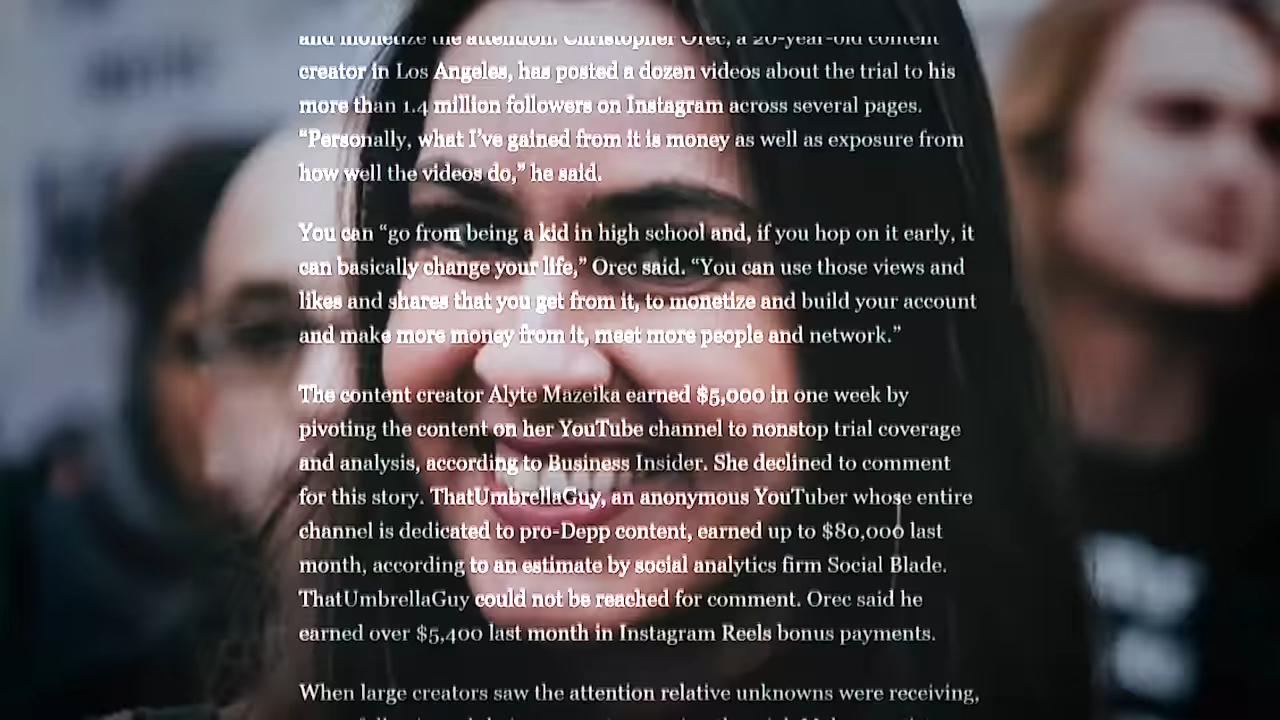 and monetize the attention. Christopher Orec, a 20-year-old content
creator in Los Angeles, has posted a dozen videos about the trial to his
more than 1.4 million followers on Instagram across several pages.
“Personally, what I’ve gained from it is money as well as exposure from
how well the videos do,” he said.
You can “go from being a kid in high school and, if you hop on it early, it
can basically change your life,” Orec said. “You can use those views and
likes and shares that you get from it, to monetize and build your account
and make more money from it, meet more people and network.”
The content creator Alyte Mazeika earned $5,000 in one week by
pivoting the content on her YouTube channel to nonstop trial coverage
and analysis, according to Business Insider. She declined to comment
for this story. ThatUmbrellaGuy, an anonymous YouTuber whose entire
channel is dedicated to pro-Depp content, earned up to $80,000 last
month, according to an estimate by social analytics firm Social Blade.
ThatUmbrellaGuy could not be reached for comment. Orec said he
earned over $5,400 last month in Instagram Reels bonus payments.
When large creators saw the attention relative unknowns were receiving,